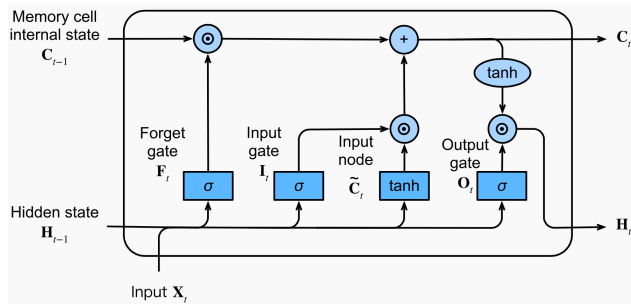 Memory cell
internal state
C_{t−1}
⊙
+
C_t
tanh
Forget
gate
F_t
Input
gate
I_t
Input
node
C̃_t
⊙
Output
gate
O_t
⊙
σ
σ
tanh
σ
Hidden state
H_{t−1}
H_t
Input X_t